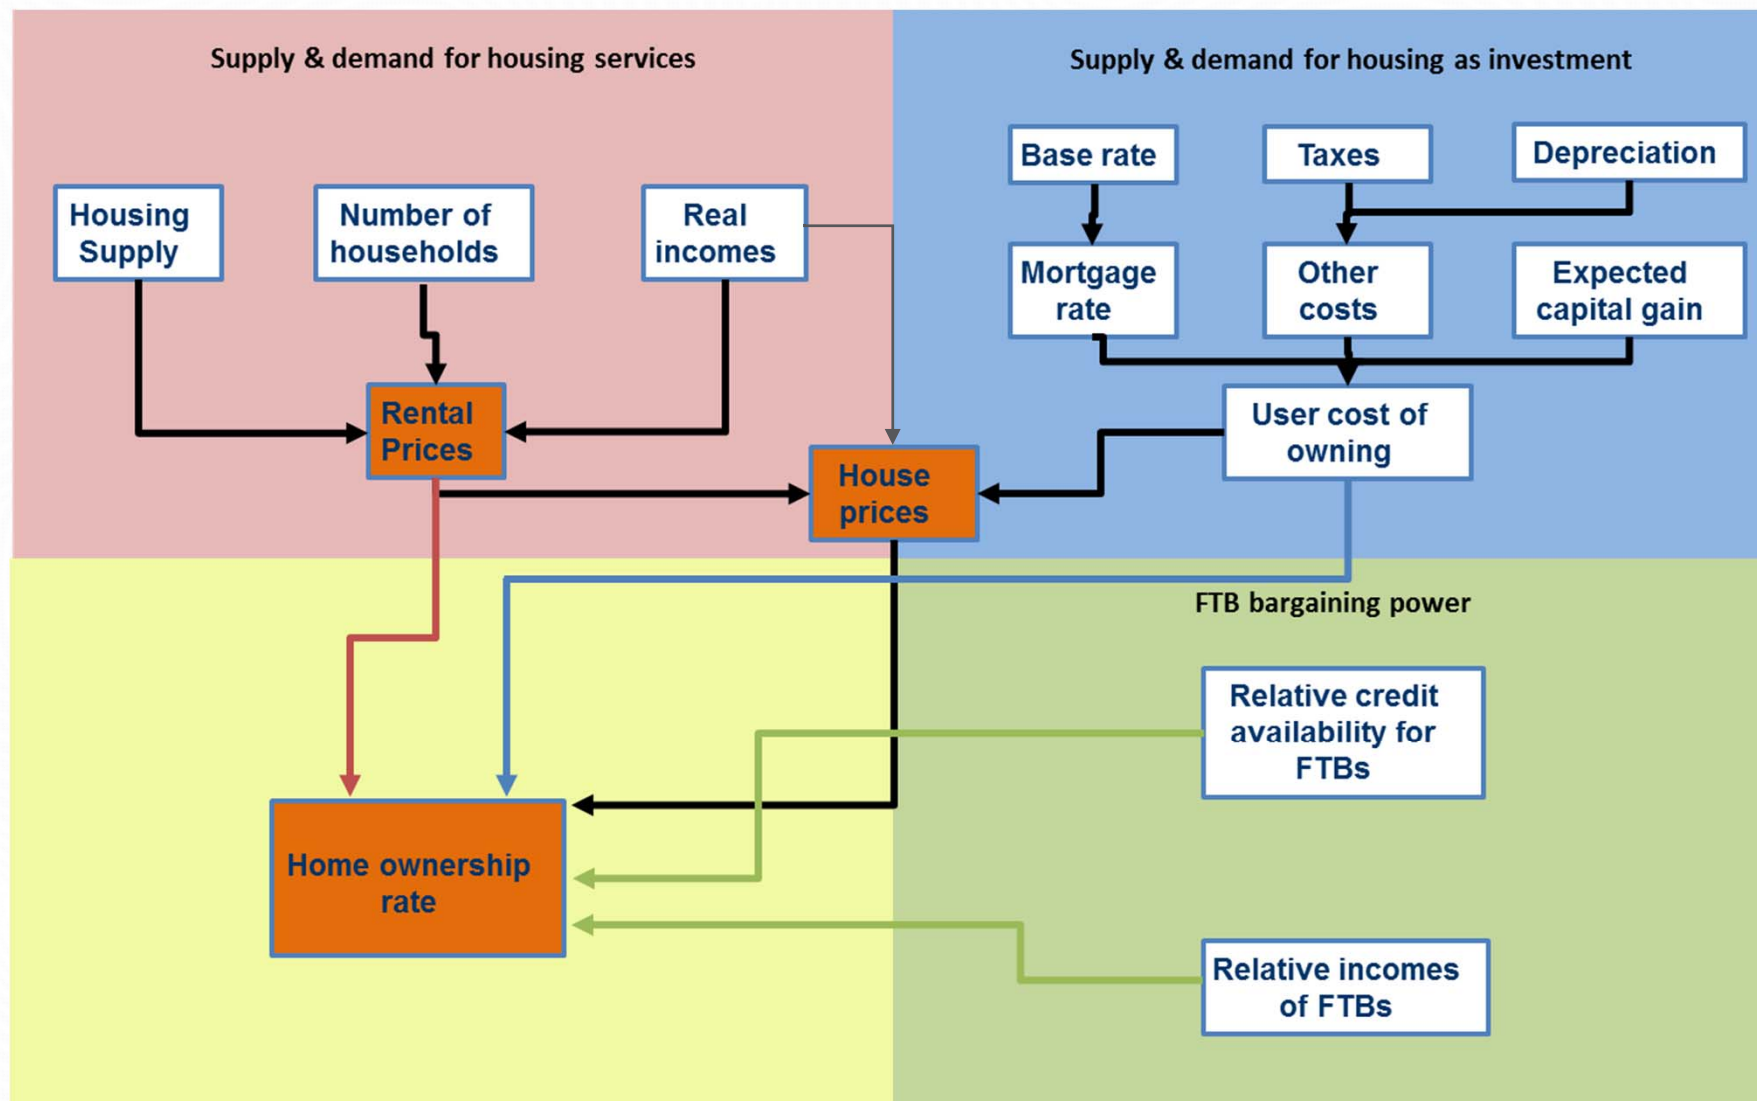 Supply & demand for housing services
Supply & demand for housing as investment
Base rate
Taxes
Depreciation
Housing
Supply
Number of
households
Real
incomes
Mortgage
rate
Other
costs
Expected
capital gain
Rental
Prices
User cost of
owning
House
prices
FTB bargaining power
Relative credit
availability for
FTBs
Home ownership
rate
Relative incomes
of FTBs